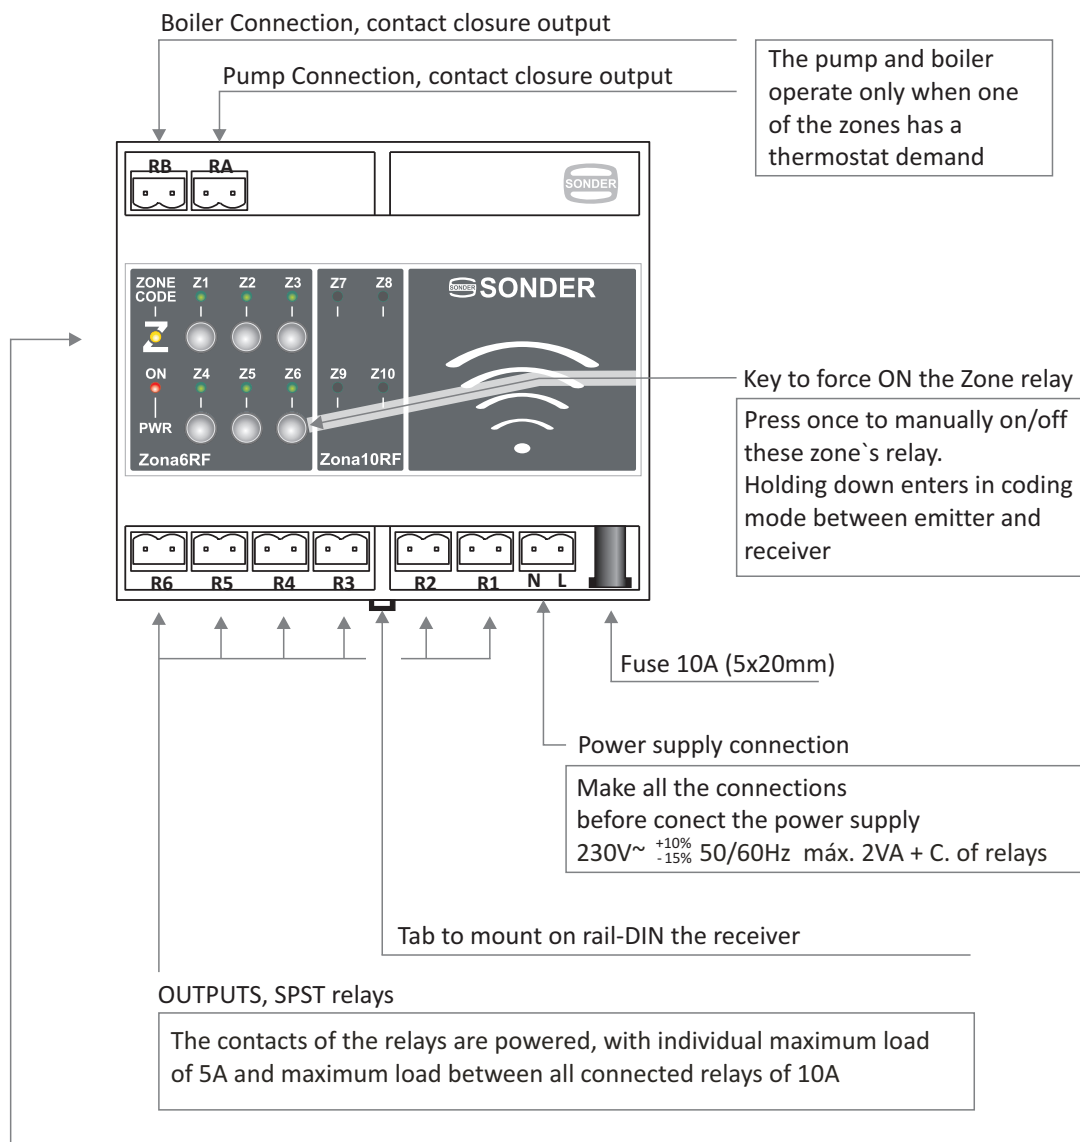 Boiler Connection, contact closure output
Pump Connection, contact closure output
The pump and boiler
operate only when one
of the zones has a
thermostat demand
RB RA
SONDER
ZONE CODE Z1 Z2 Z3 Z7 Z8
SONDER SONDER
Z
ON Z4 Z5 Z6 Z9 Z10
PWR
Zona6RF Zona10RF
Key to force ON the Zone relay
Press once to manually on/off
these zone`s relay.
Holding down enters in coding
mode between emitter and
receiver
R6 R5 R4 R3 R2 R1 N L
Fuse 10A (5x20mm)
Power supply connection
Make all the connections
before conect the power supply
230V~ +10% -15% 50/60Hz máx. 2VA + C. of relays
Tab to mount on rail-DIN the receiver
OUTPUTS, SPST relays
The contacts of the relays are powered, with individual maximum load
of 5A and maximum load between all connected relays of 10A